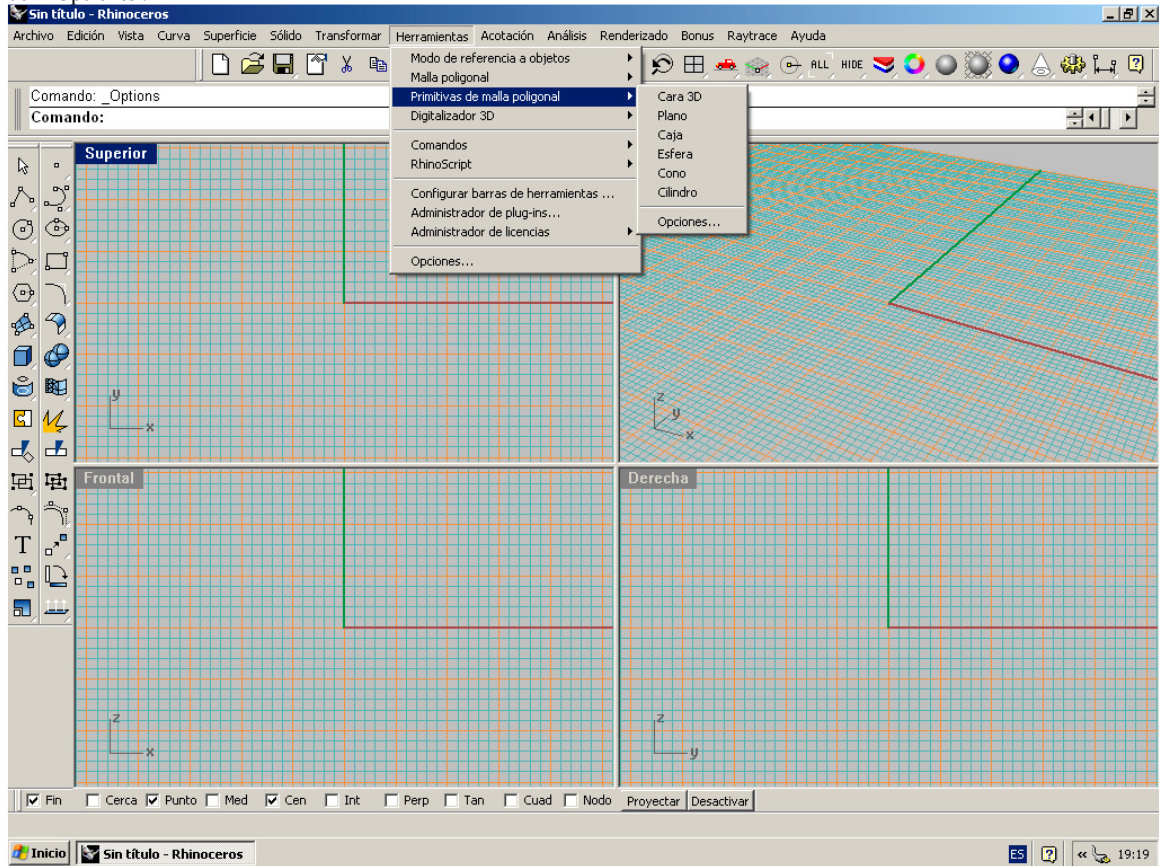 Sin título - Rhinoceros
Archivo Edición Vista Curva Superficie Sólido Transformar Herramientas Acotación Análisis Renderizado Bonus Raytrace Ayuda
ALL HIDE
Comando: _Options
Comando:
Modo de referencia a objetos
Malla poligonal
Primitivas de malla poligonal
Digitalizador 3D
Comandos
RhinoScript
Configurar barras de herramientas ...
Administrador de plug-ins...
Administrador de licencias
Opciones...
Cara 3D
Plano
Caja
Esfera
Cono
Cilindro
Opciones...
Superior
y
x
z
y
x
T
Frontal
z
x
Derecha
z
y
Fin Cerca Punto Med Cen Int Perp Tan Cuad Nodo Proyectar Desactivar
Inicio Sin título - Rhinoceros ES « 19:19